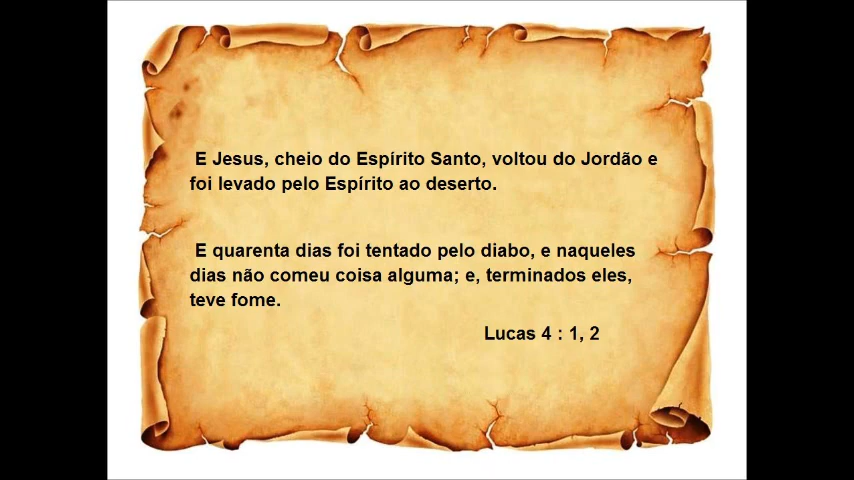 E Jesus, cheio do Espírito Santo, voltou do Jordão e
foi levado pelo Espírito ao deserto.
E quarenta dias foi tentado pelo diabo, e naqueles
dias não comeu coisa alguma; e, terminados eles,
teve fome.
Lucas 4 : 1, 2